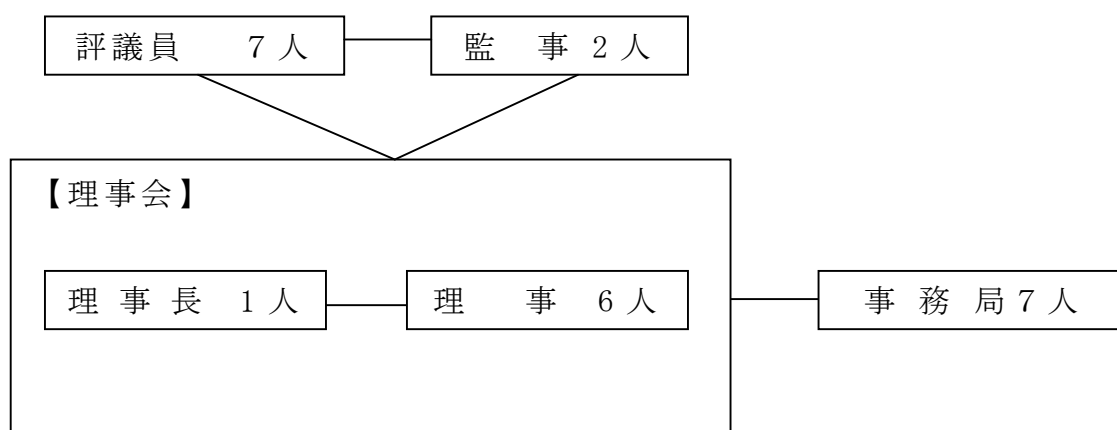 評議員　７人
監　事 2人
【理事会】
理 事 長 1人
理　事 6人
事 務 局７人